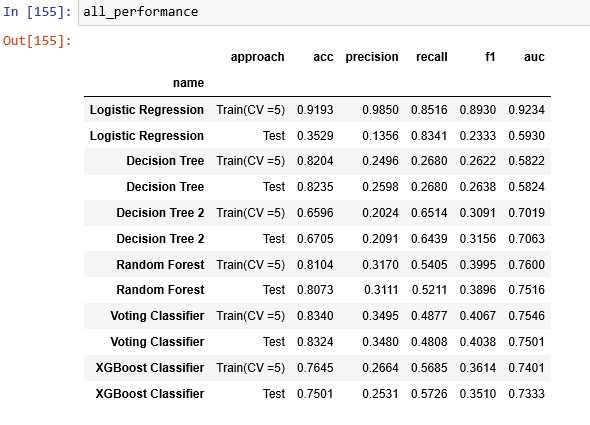 In [155]: all_performance
Out[155]:
approach acc precision recall f1 auc
name
Logistic Regression Train(CV =5) 0.9193 0.9850 0.8516 0.8930 0.9234
Logistic Regression Test 0.3529 0.1356 0.8341 0.2333 0.5930
Decision Tree Train(CV =5) 0.8204 0.2496 0.2680 0.2622 0.5822
Decision Tree Test 0.8235 0.2598 0.2680 0.2638 0.5824
Decision Tree 2 Train(CV =5) 0.6596 0.2024 0.6514 0.3091 0.7019
Decision Tree 2 Test 0.6705 0.2091 0.6439 0.3156 0.7063
Random Forest Train(CV =5) 0.8104 0.3170 0.5405 0.3995 0.7600
Random Forest Test 0.8073 0.3111 0.5211 0.3896 0.7516
Voting Classifier Train(CV =5) 0.8340 0.3495 0.4877 0.4067 0.7546
Voting Classifier Test 0.8324 0.3480 0.4808 0.4038 0.7501
XGBoost Classifier Train(CV =5) 0.7645 0.2664 0.5685 0.3614 0.7401
XGBoost Classifier Test 0.7501 0.2531 0.5726 0.3510 0.7333